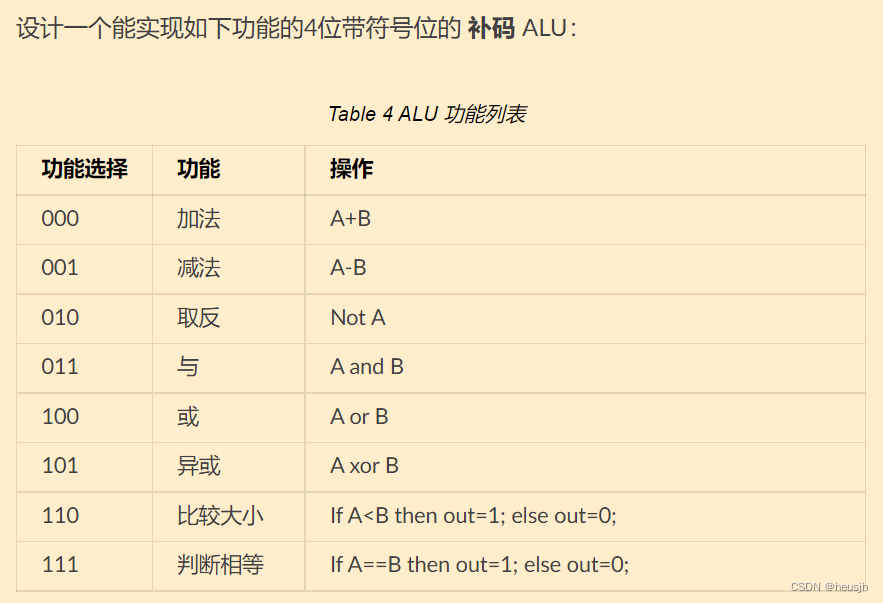 设计一个能实现如下功能的4位带符号位的 补码 ALU：
Table 4 ALU 功能列表
功能选择 功能 操作
000 加法 A+B
001 减法 A-B
010 取反 Not A
011 与 A and B
100 或 A or B
101 异或 A xor B
110 比较大小 If A<B then out=1; else out=0;
111 判断相等 If A==B then out=1; else out=0;
CSDN @heusjh